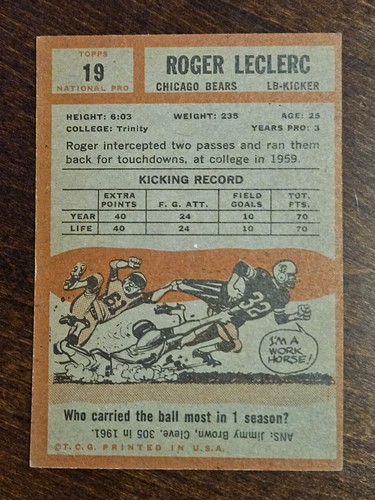 TOPPS
19
NATIONAL PRO
ROGER LECLERC
CHICAGO BEARS LB-KICKER
HEIGHT: 6:03 WEIGHT: 235 AGE: 25
COLLEGE: Trinity YEARS PRO: 3
Roger intercepted two passes and ran them
back for touchdowns, at college in 1959.
KICKING RECORD
EXTRA POINTS F. G. ATT. FIELD GOALS TOT. PTS.
YEAR 40 24 10 70
LIFE 40 24 10 70
32
I'M A
WORK
HORSE!
Who carried the ball most in 1 season?
ANS: Jimmy Brown, Cleve. 305 in 1961.
© T.C.G. PRINTED IN U.S.A.